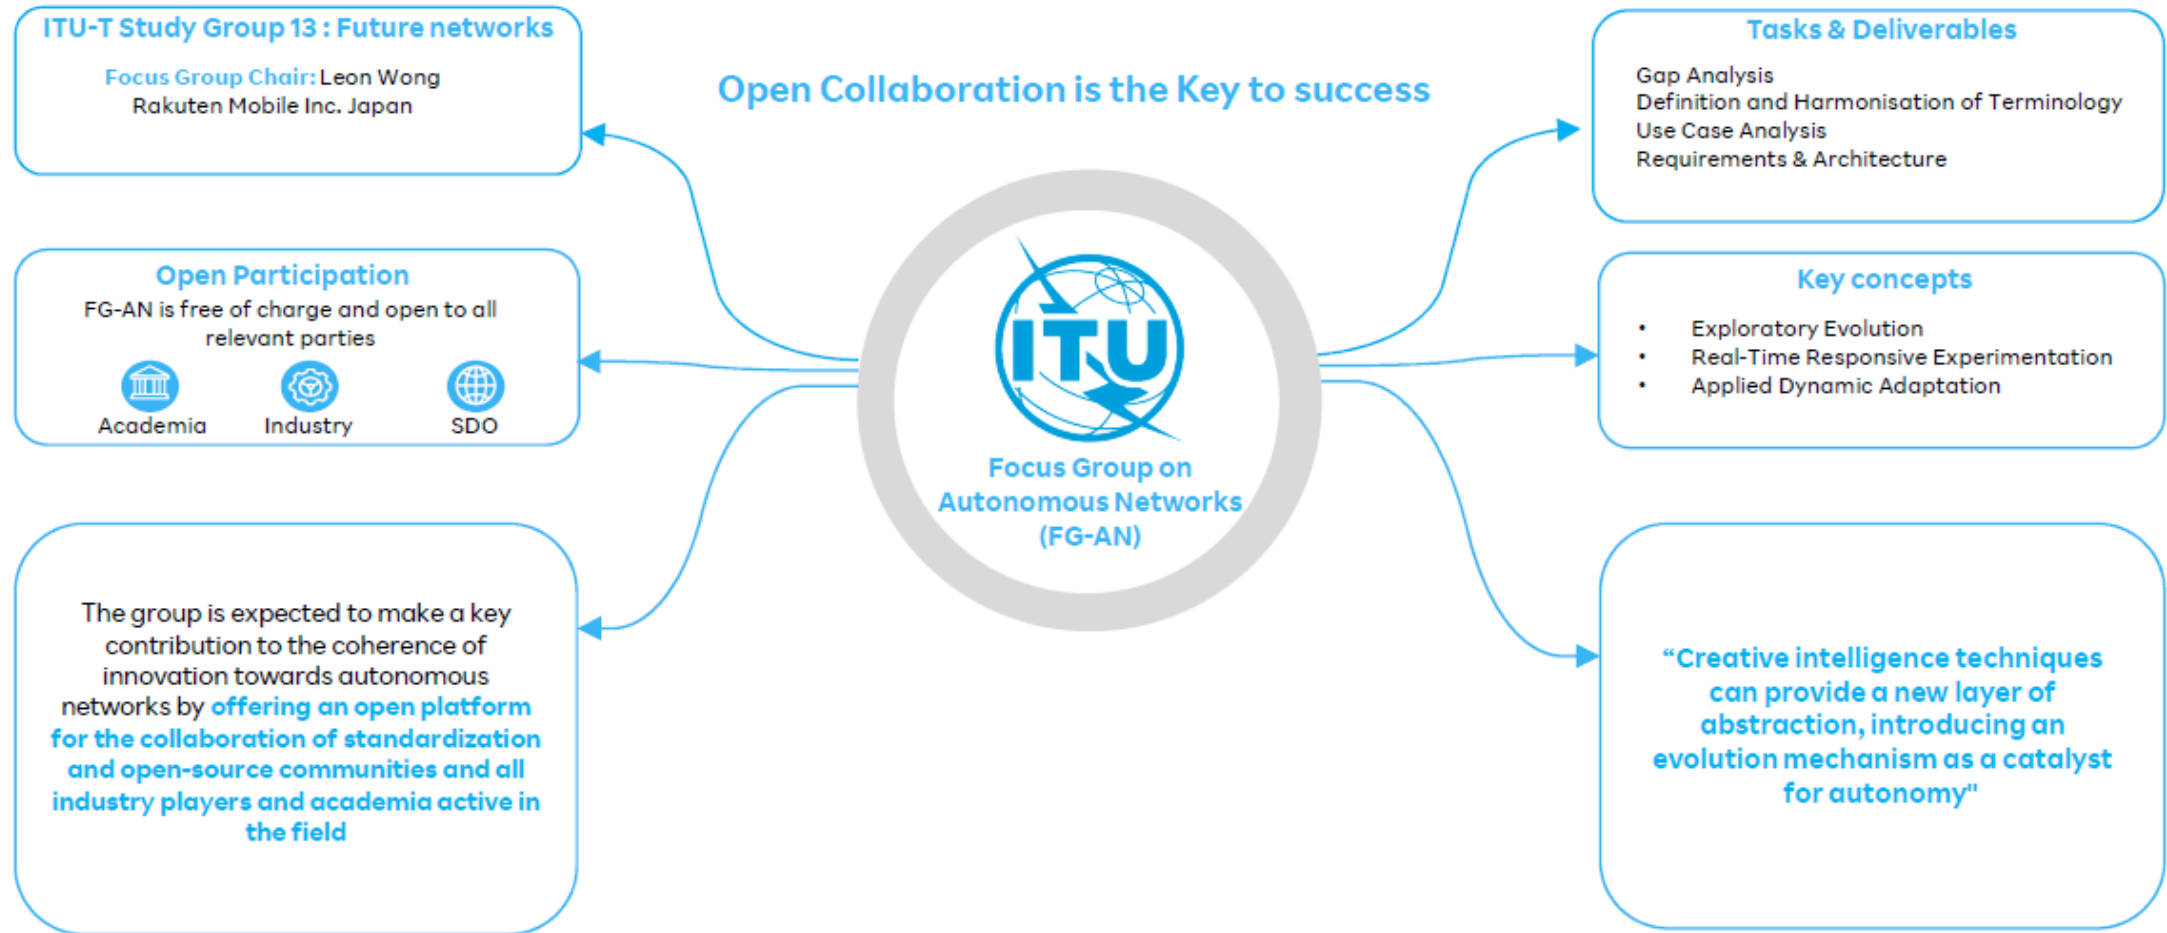 ITU-T Study Group 13 : Future networks
Focus Group Chair: Leon Wong
Rakuten Mobile Inc. Japan
Open Participation
FG-AN is free of charge and open to all
relevant parties
Academia
Industry
SDO
The group is expected to make a key
contribution to the coherence of
innovation towards autonomous
networks by offering an open platform
for the collaboration of standardization
and open-source communities and all
industry players and academia active in
the field
Open Collaboration is the Key to success
ITU
Focus Group on
Autonomous Networks
(FG-AN)
Tasks & Deliverables
Gap Analysis
Definition and Harmonisation of Terminology
Use Case Analysis
Requirements & Architecture
Key concepts
• Exploratory Evolution
• Real-Time Responsive Experimentation
• Applied Dynamic Adaptation
“Creative intelligence techniques
can provide a new layer of
abstraction, introducing an
evolution mechanism as a catalyst
for autonomy"